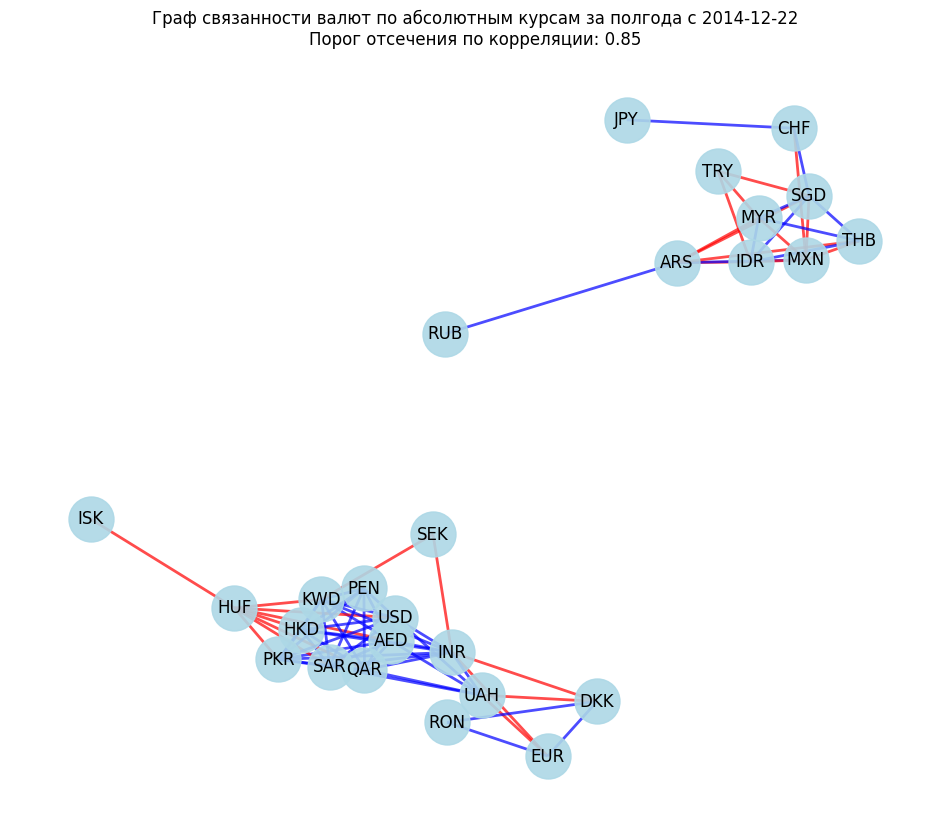 Граф связанности валют по абсолютным курсам за полгода с 2014-12-22
Порог отсечения по корреляции: 0.85
JPY
CHF
TRY
SGD
MYR
THB
ARS
IDR
MXN
RUB
ISK
SEK
PEN
KWD
HUF
USD
HKD
AED
INR
PKR
SAR
QAR
UAH
DKK
RON
EUR